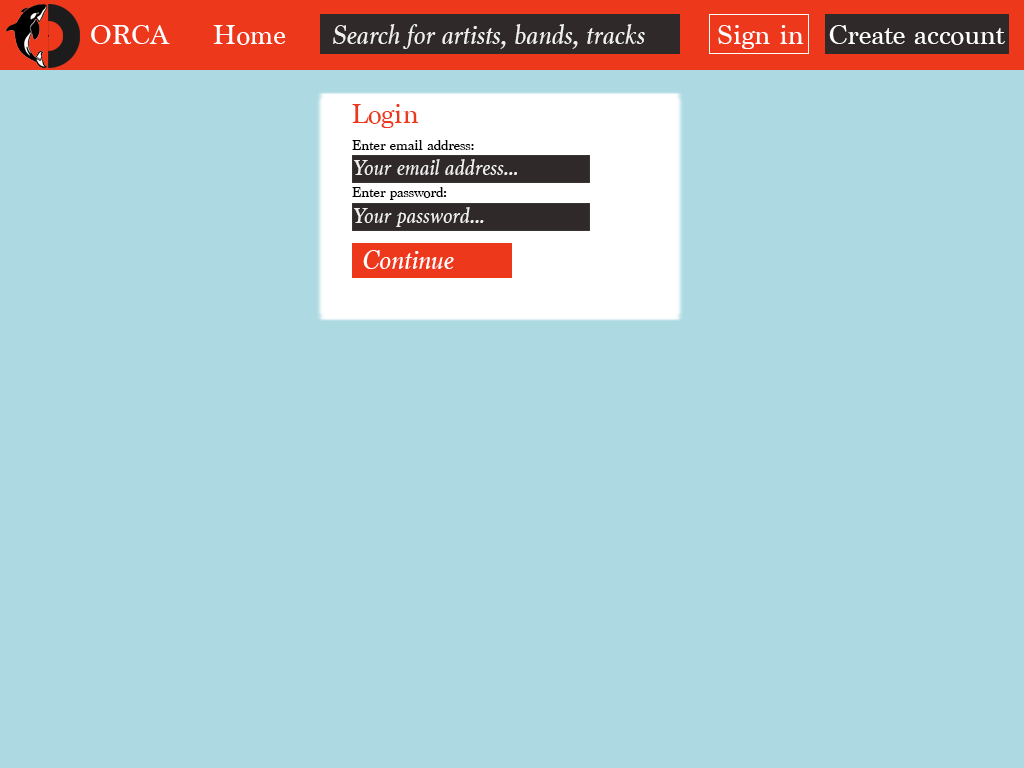 ORCA Home Search for artists, bands, tracks Sign in Create account
Login
Enter email address:
Your email address...
Enter password:
Your password...
Continue